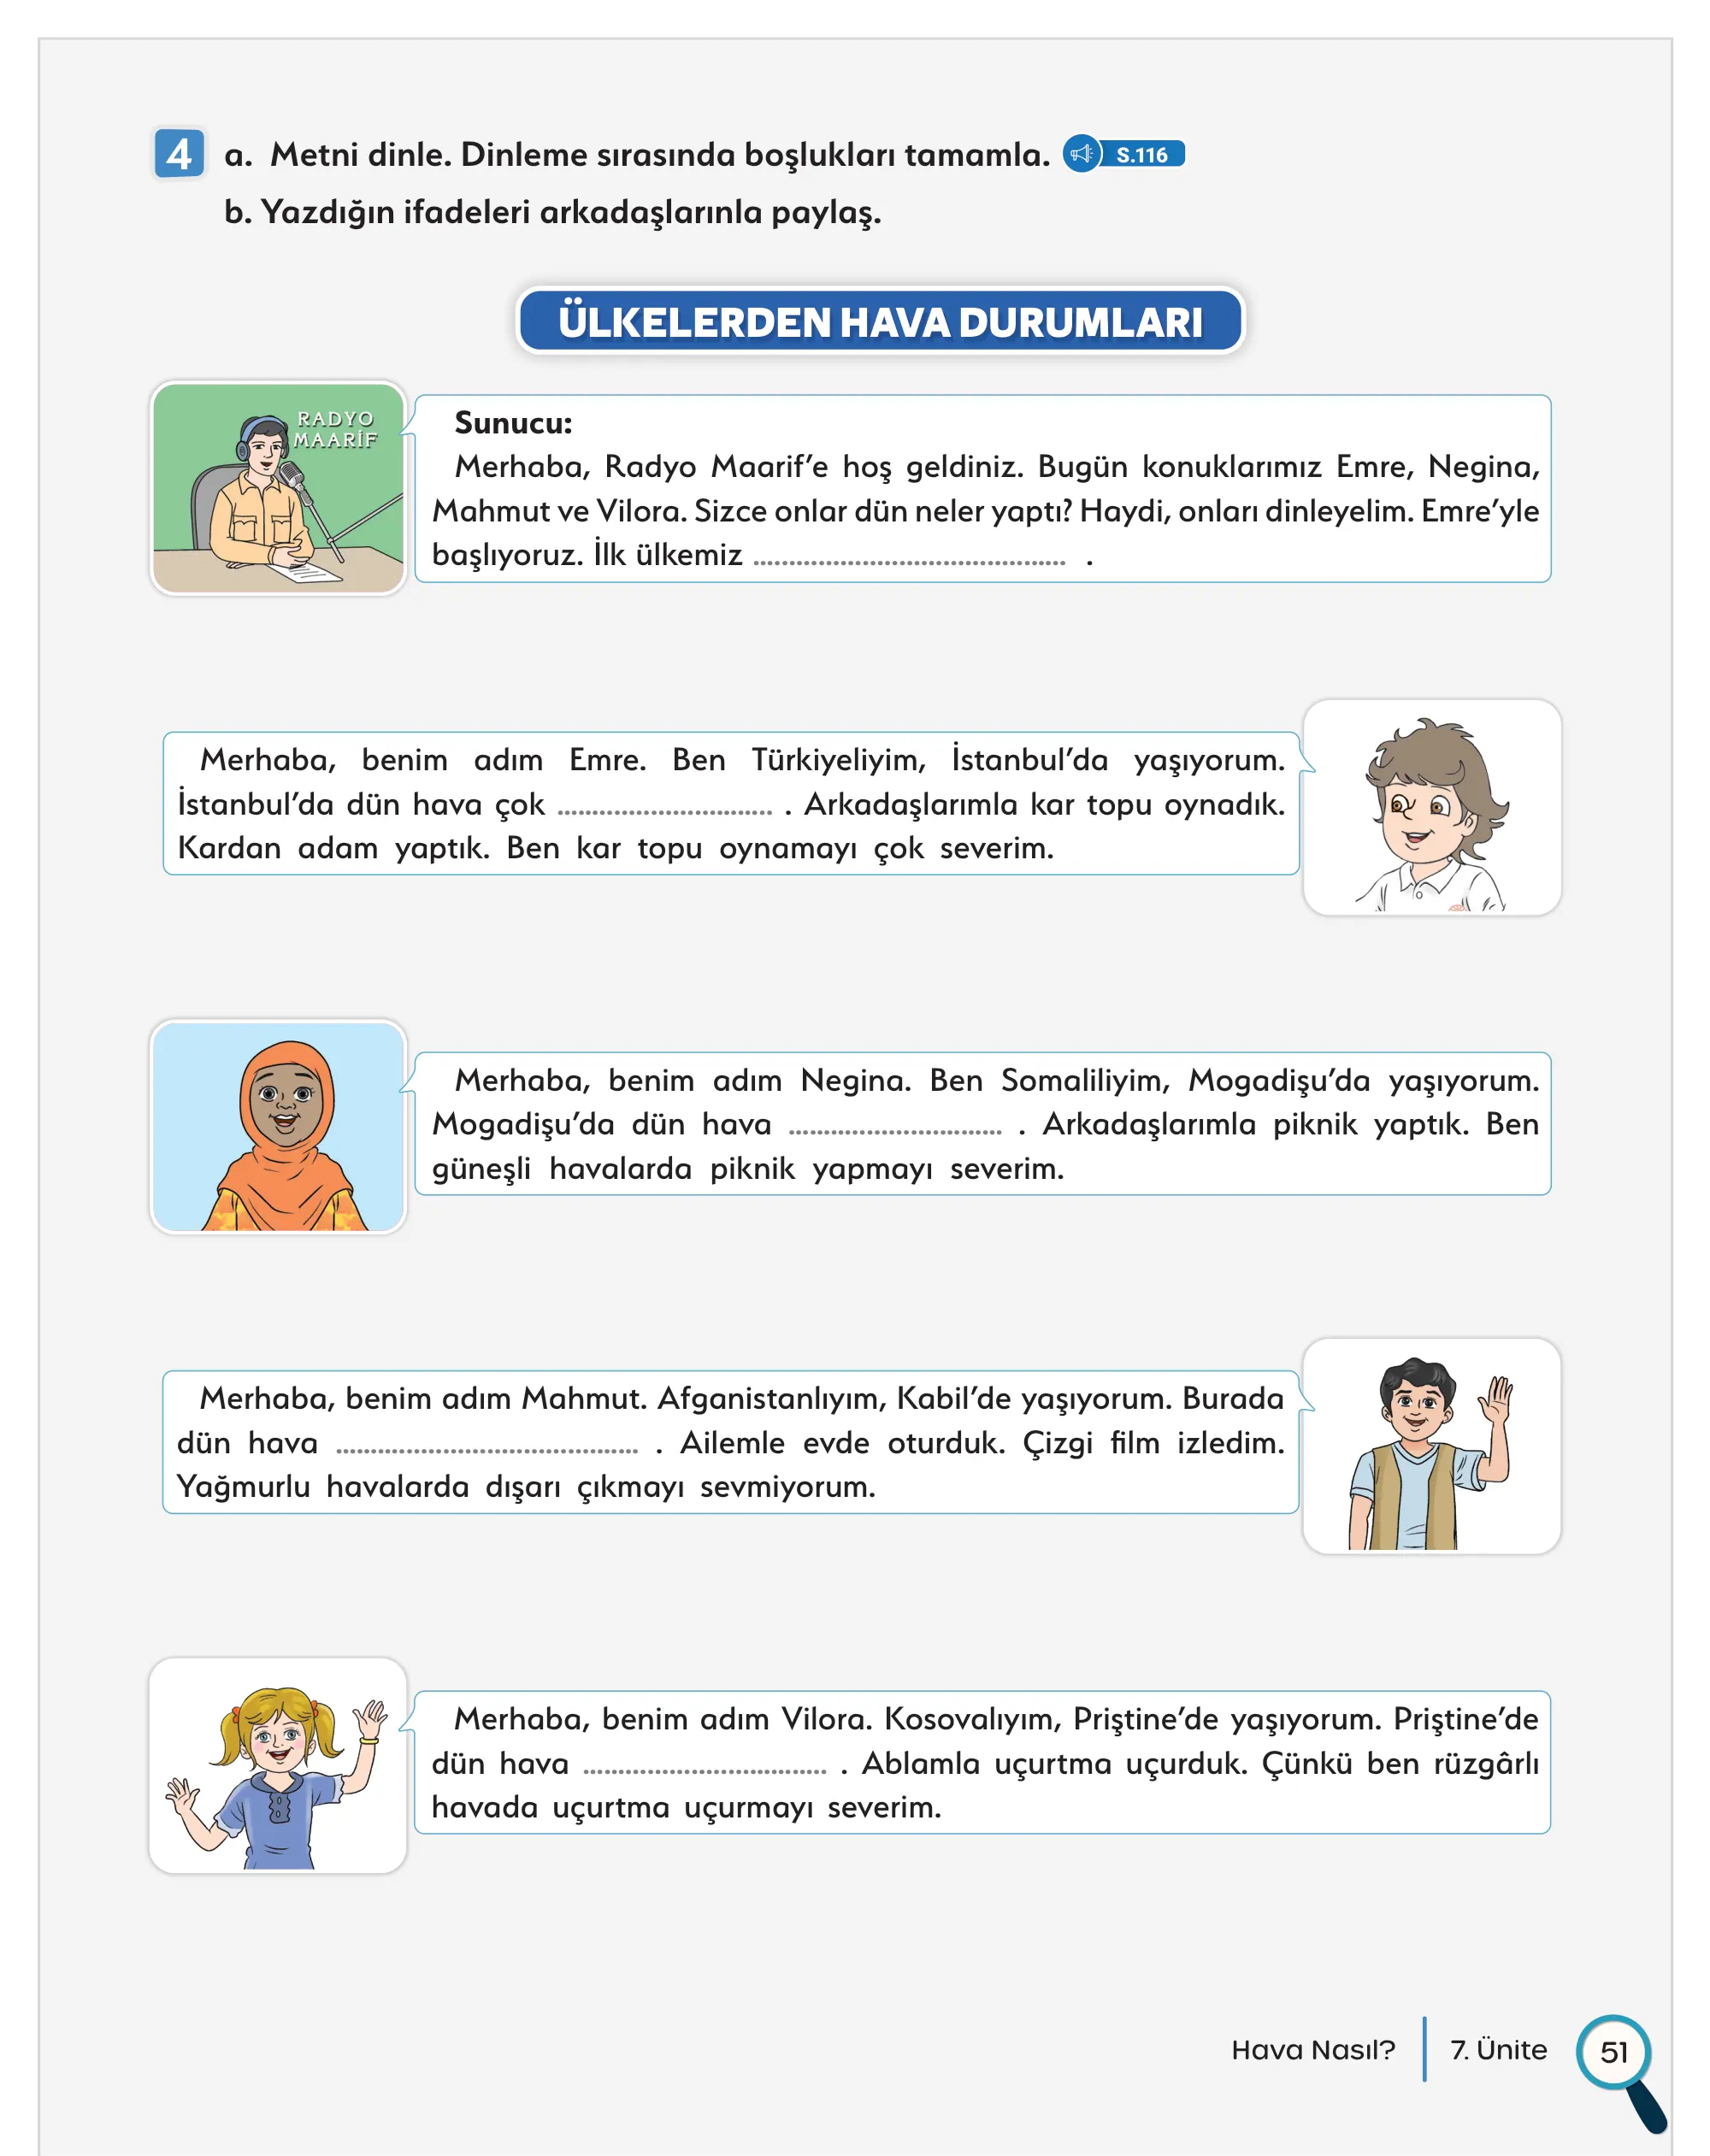 4 a. Metni dinle. Dinleme sırasında boşlukları tamamla. S.116
b. Yazdığın ifadeleri arkadaşlarınla paylaş.
ÜLKELERDEN HAVA DURUMLARI
RADYO
MAARİF
Sunucu:
Merhaba, Radyo Maarif’e hoş geldiniz. Bugün konuklarımız Emre, Negina,
Mahmut ve Vilora. Sizce onlar dün neler yaptı? Haydi, onları dinleyelim. Emre’yle
başlıyoruz. İlk ülkemiz ............................................ .
Merhaba, benim adım Emre. Ben Türkiyeliyim, İstanbul’da yaşıyorum.
İstanbul’da dün hava çok .............................. . Arkadaşlarımla kar topu oynadık.
Kardan adam yaptık. Ben kar topu oynamayı çok severim.
Merhaba, benim adım Negina. Ben Somaliliyim, Mogadişu’da yaşıyorum.
Mogadişu’da dün hava .............................. . Arkadaşlarımla piknik yaptık. Ben
güneşli havalarda piknik yapmayı severim.
Merhaba, benim adım Mahmut. Afganistanlıyım, Kabil’de yaşıyorum. Burada
dün hava .......................................... . Ailemle evde oturduk. Çizgi film izledim.
Yağmurlu havalarda dışarı çıkmayı sevmiyorum.
Merhaba, benim adım Vilora. Kosovalıyım, Priştine’de yaşıyorum. Priştine’de
dün hava .................................. . Ablamla uçurtma uçurduk. Çünkü ben rüzgârlı
havada uçurtma uçurmayı severim.
Hava Nasıl? 7. Ünite 51